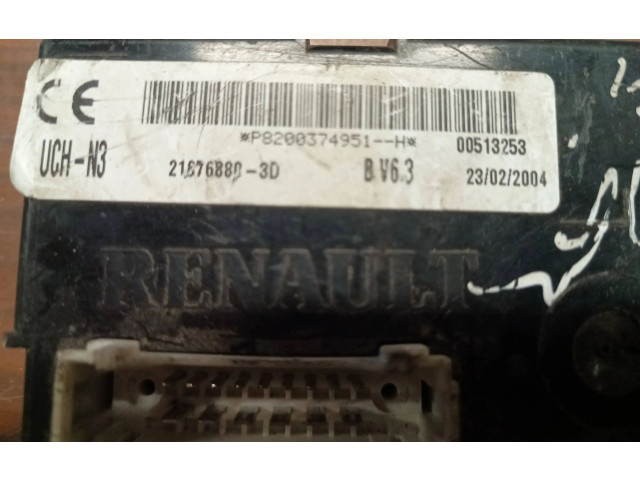 CE
*P8200374951--H*
00513253
UCH-N3
21676880-3D
B V6.3
23/02/2004
RENAULT